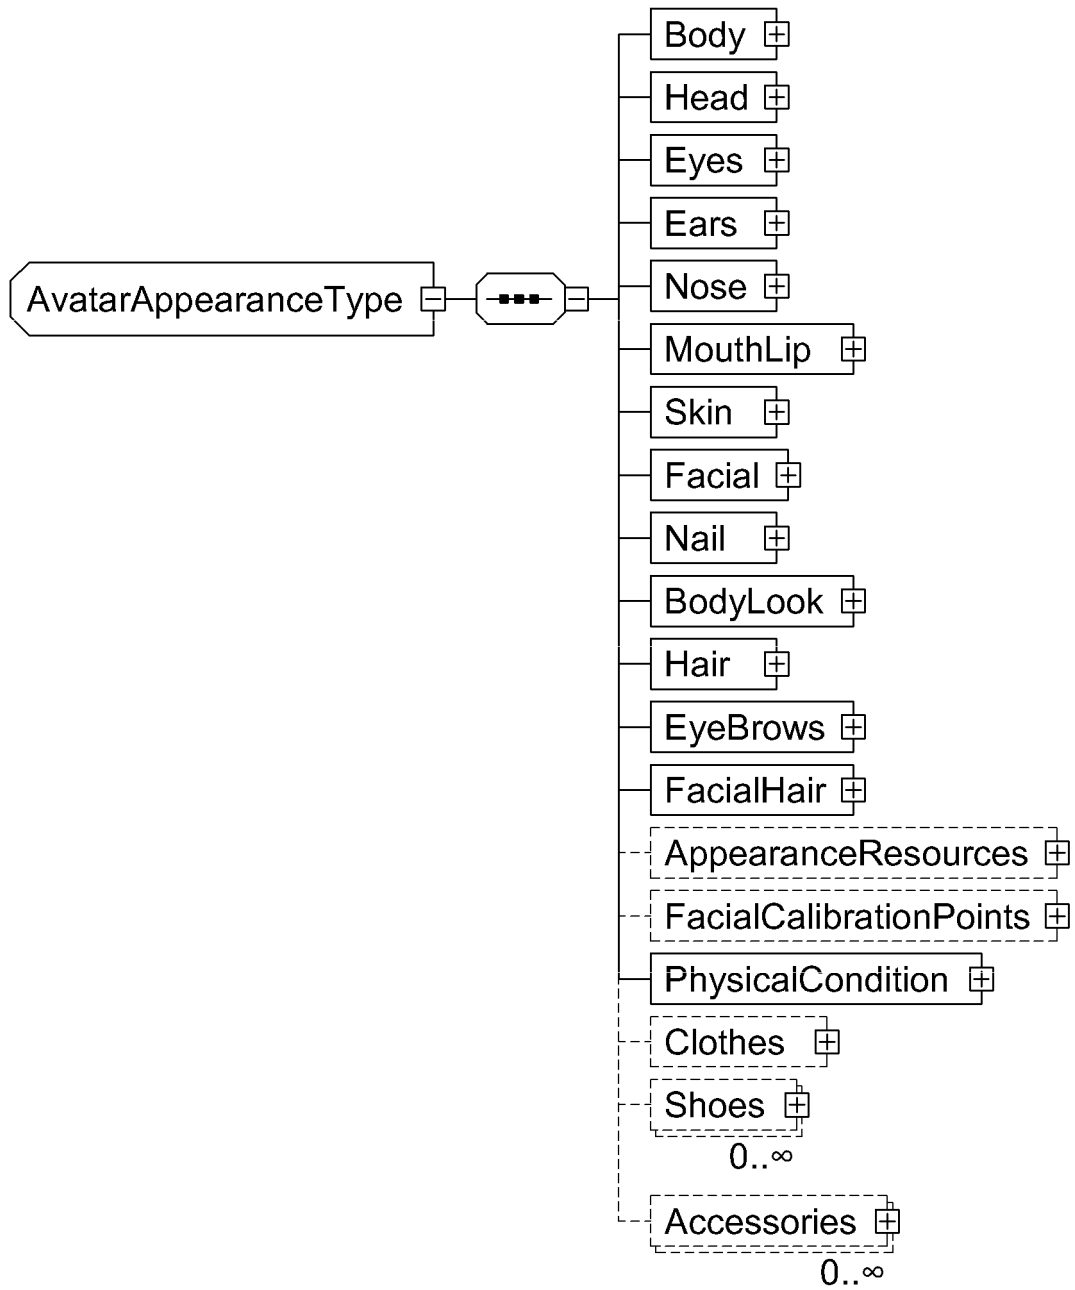 Body
Head
Eyes
Ears
Nose
AvatarAppearanceType
MouthLip
Skin
Facial
Nail
BodyLook
Hair
EyeBrows
FacialHair
AppearanceResources
FacialCalibrationPoints
PhysicalCondition
Clothes
Shoes
0..∞
Accessories
0..∞